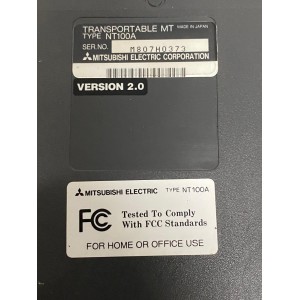 TRANSPORTABLE MT MADE IN JAPAN
TYPE NT100A
SER.NO. M807H0373
MITSUBISHI ELECTRIC CORPORATION
VERSION 2.0
MITSUBISHI ELECTRIC TYPE NT100A
FCC Tested To Comply
With FCC Standards
FOR HOME OR OFFICE USE